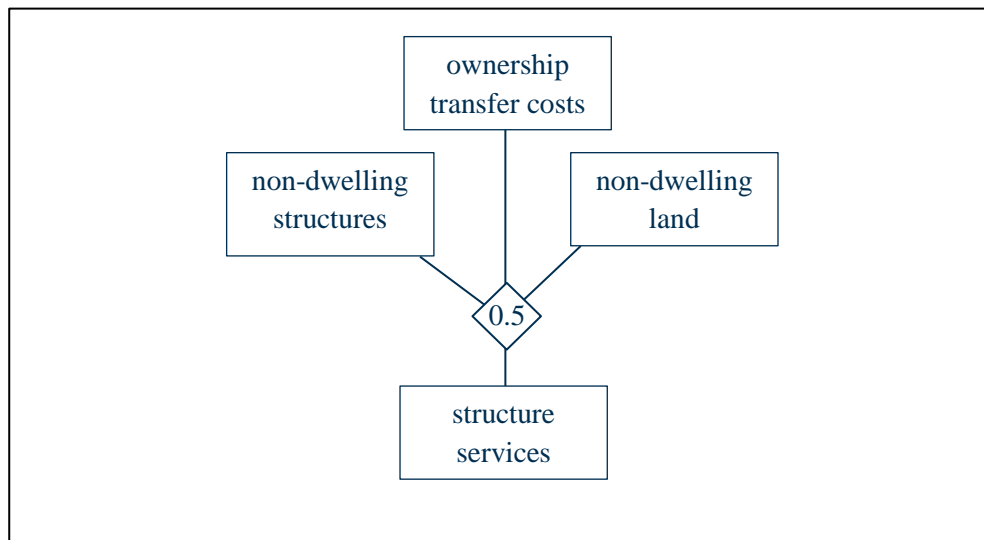 ownership
transfer costs
non-dwelling
structures
non-dwelling
land
0.5
structure
services